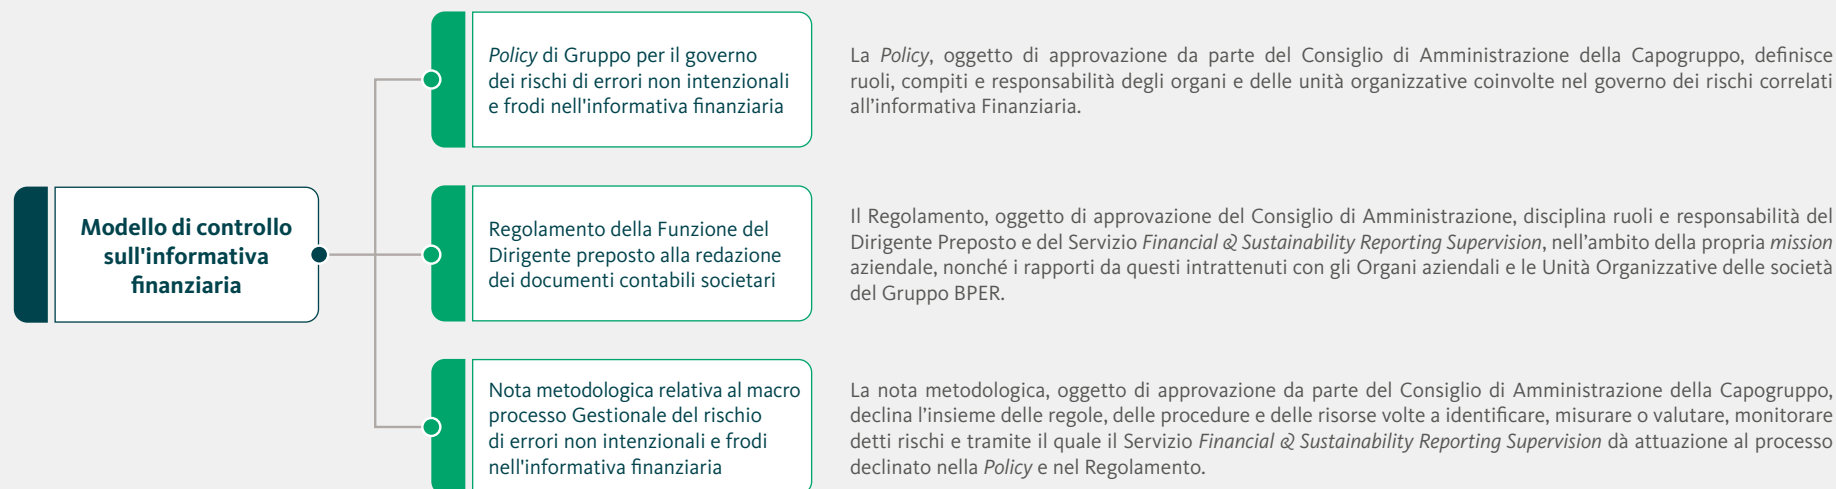 Modello di controllo
sull'informativa
finanziaria
Policy di Gruppo per il governo
dei rischi di errori non intenzionali
e frodi nell'informativa finanziaria
La Policy, oggetto di approvazione da parte del Consiglio di Amministrazione della Capogruppo, definisce
ruoli, compiti e responsabilità degli organi e delle unità organizzative coinvolte nel governo dei rischi correlati
all'informativa Finanziaria.
Regolamento della Funzione del
Dirigente preposto alla redazione
dei documenti contabili societari
Il Regolamento, oggetto di approvazione del Consiglio di Amministrazione, disciplina ruoli e responsabilità del
Dirigente Preposto e del Servizio Financial & Sustainability Reporting Supervision, nell'ambito della propria mission
aziendale, nonché i rapporti da questi intrattenuti con gli Organi aziendali e le Unità Organizzative delle società
del Gruppo BPER.
Nota metodologica relativa al macro
processo Gestionale del rischio
di errori non intenzionali e frodi
nell'informativa finanziaria
La nota metodologica, oggetto di approvazione da parte del Consiglio di Amministrazione della Capogruppo,
declina l'insieme delle regole, delle procedure e delle risorse volte a identificare, misurare o valutare, monitorare
detti rischi e tramite il quale il Servizio Financial & Sustainability Reporting Supervision dà attuazione al processo
declinato nella Policy e nel Regolamento.